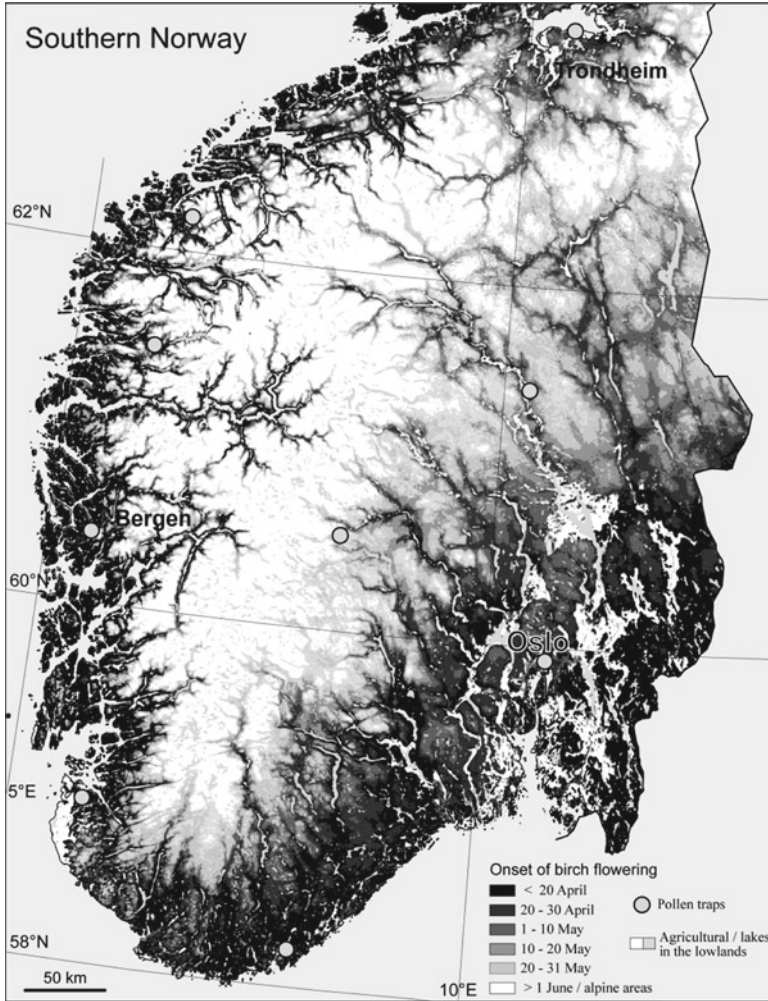 Southern Norway
Trondheim
62°N
Bergen
60°N
Oslo
5°E
58°N
10°E
50 km
Onset of birch flowering
< 20 April
20 - 30 April
1 - 10 May
10 - 20 May
20 - 31 May
> 1 June / alpine areas
Pollen traps
Agricultural / lakes
in the lowlands